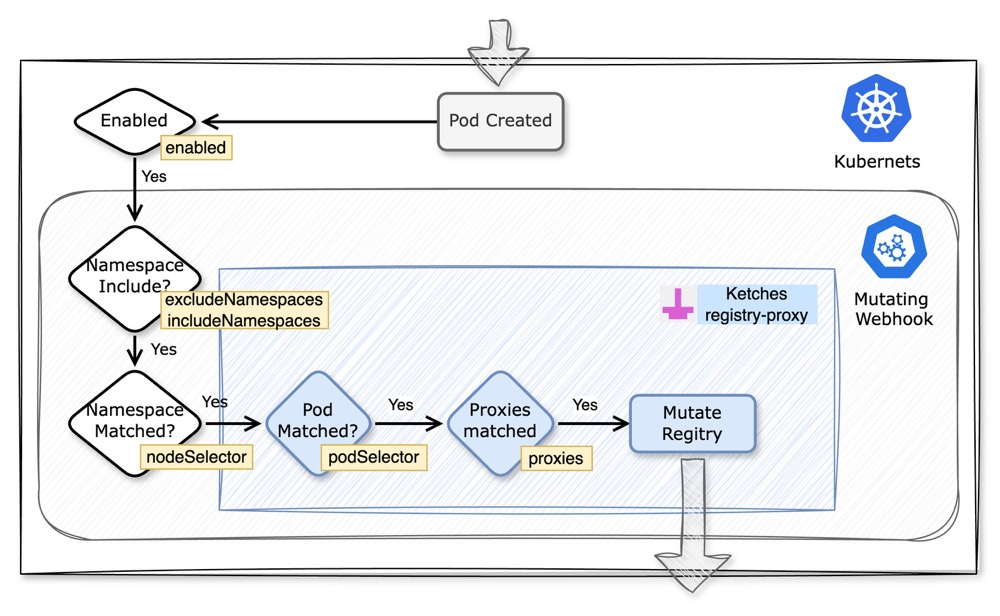 Pod Created
Enabled
enabled
Kubernets
Yes
Namespace
Include?
excludeNamespaces
includeNamespaces
Ketches
registry-proxy
Mutating
Webhook
Yes
Namespace
Matched?
nodeSelector
Yes
Pod
Matched?
podSelector
Yes
Proxies
matched
proxies
Yes
Mutate
Registry